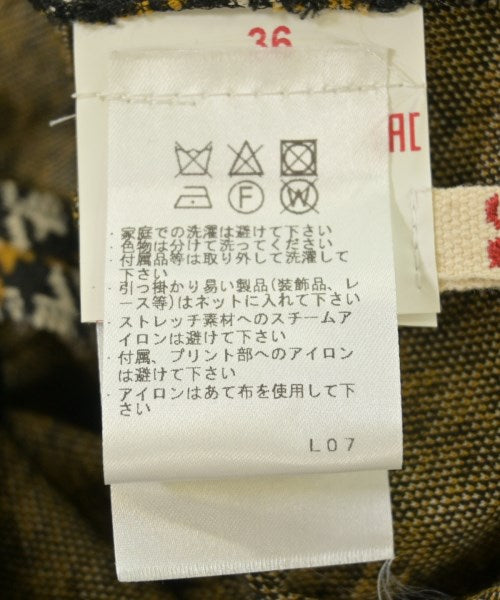 36
AC
F W
・家庭での洗濯は避けて下さい
・色物は分けて洗ってください
・付属品等は取り外して洗濯して
下さい
・引っ掛かり易い製品(装飾品、レ
ース等)はネットに入れて下さい
・ストレッチ素材へのスチームア
イロンは避けて下さい
・付属、プリント部へのアイロン
は避けて下さい
・アイロンはあて布を使用して下
さい
L07